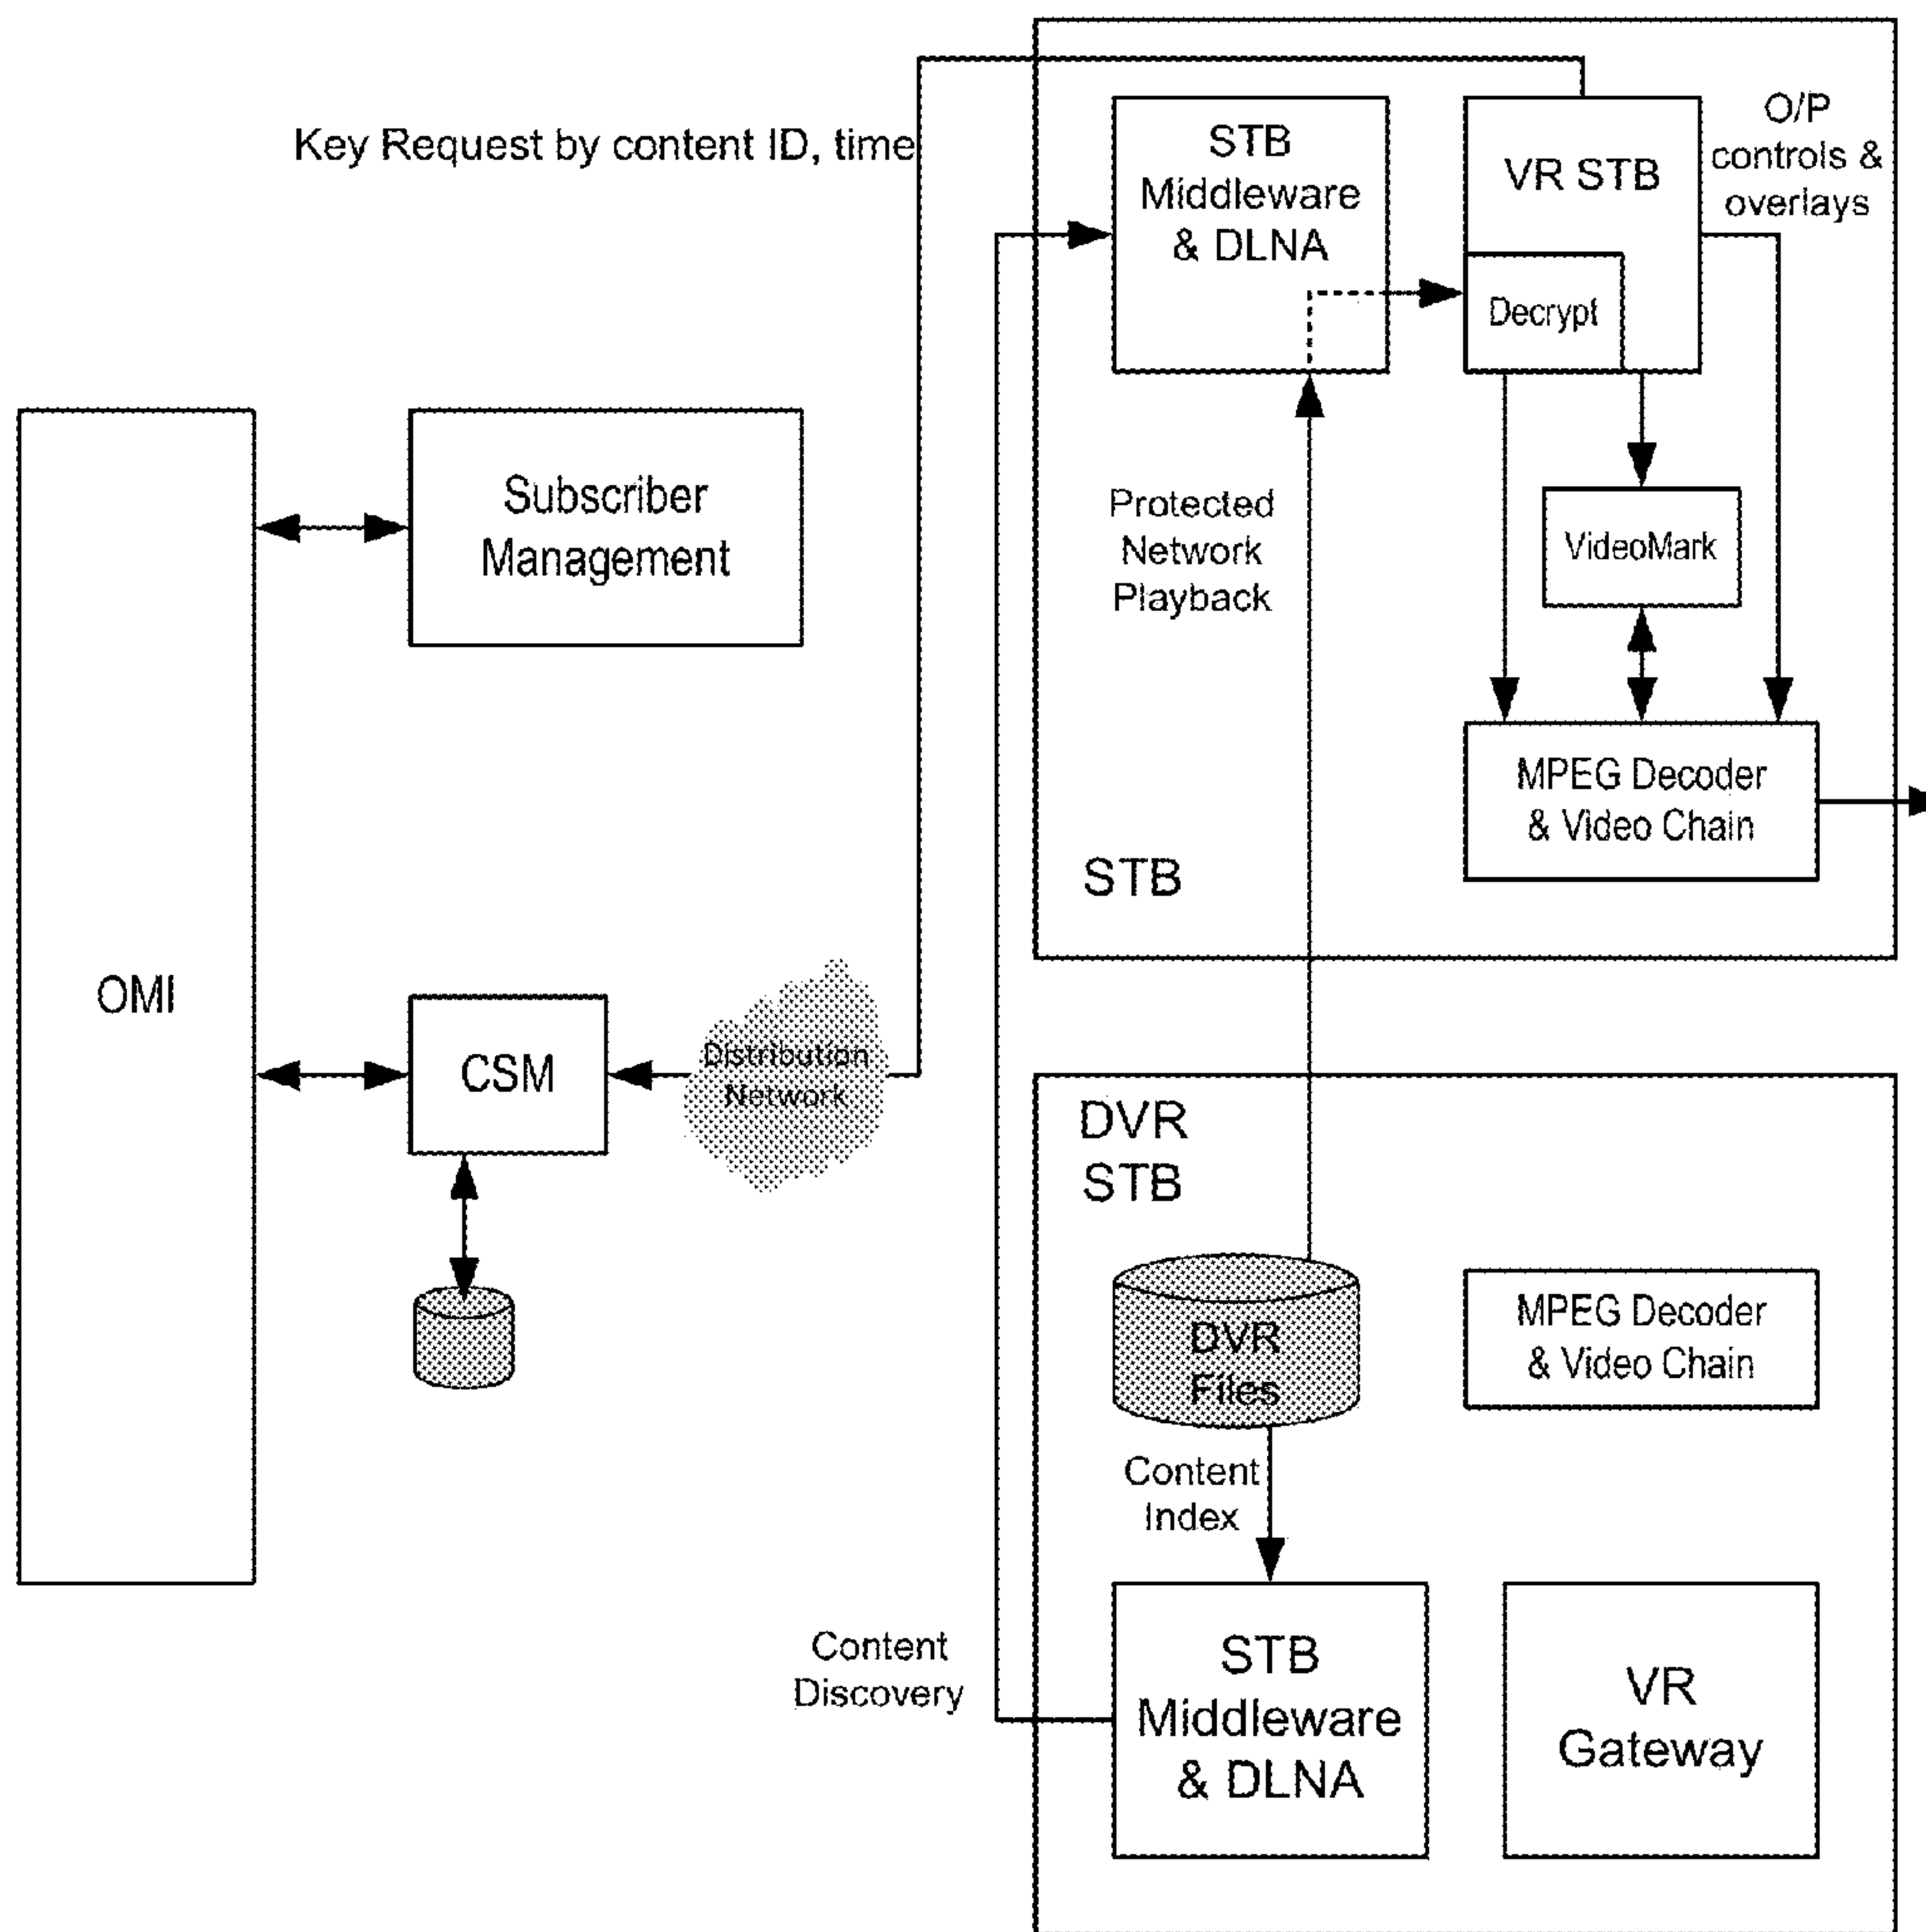 Key Request by content ID, time
STB
Middleware
& DLNA
VR STB
O/P
controls &
overlays
Decrypt
Subscriber
Management
Protected
Network
Playback
VideoMark
MPEG Decoder
& Video Chain
STB
OMI
CSM
Distribution
Network
DVR
STB
DVR
Files
MPEG Decoder
& Video Chain
Content
Index
Content
Discovery
STB
Middleware
& DLNA
VR
Gateway